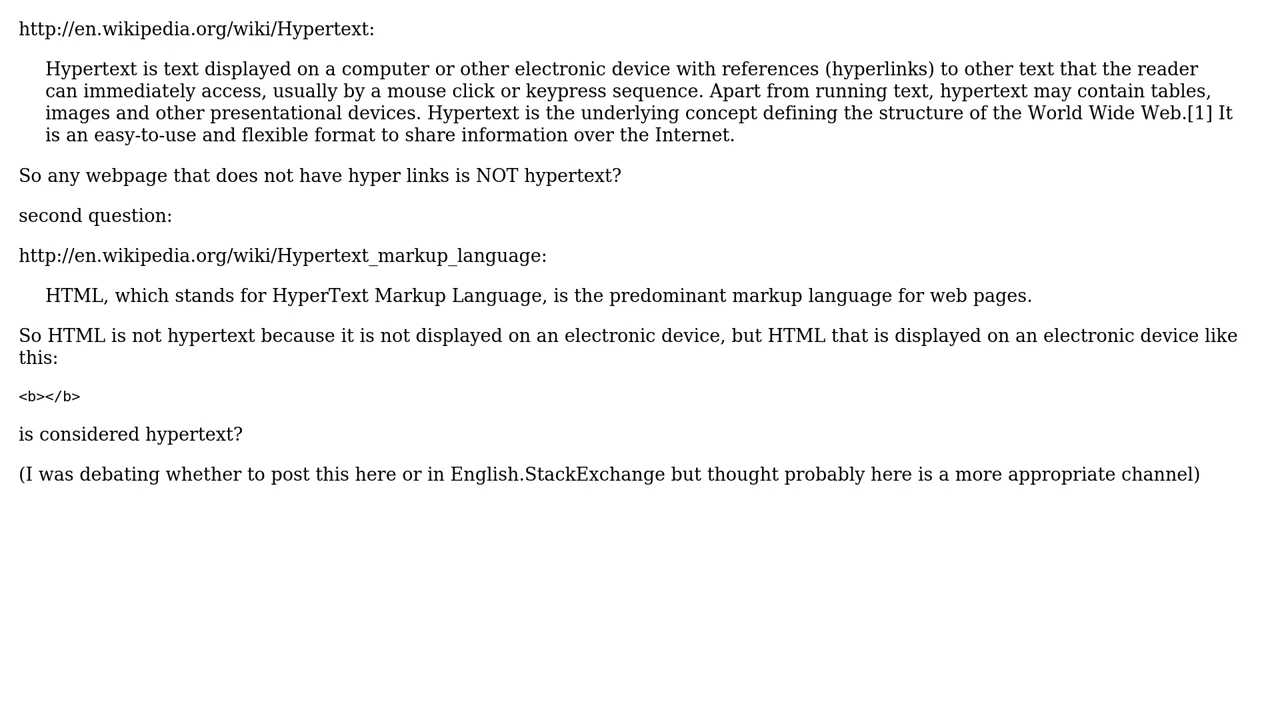 http://en.wikipedia.org/wiki/Hypertext:
Hypertext is text displayed on a computer or other electronic device with references (hyperlinks) to other text that the reader
can immediately access, usually by a mouse click or keypress sequence. Apart from running text, hypertext may contain tables,
images and other presentational devices. Hypertext is the underlying concept defining the structure of the World Wide Web.[1] It
is an easy-to-use and flexible format to share information over the Internet.
So any webpage that does not have hyper links is NOT hypertext?
second question:
http://en.wikipedia.org/wiki/Hypertext_markup_language:
HTML, which stands for HyperText Markup Language, is the predominant markup language for web pages.
So HTML is not hypertext because it is not displayed on an electronic device, but HTML that is displayed on an electronic device like
this:
<b></b>
is considered hypertext?
(I was debating whether to post this here or in English.StackExchange but thought probably here is a more appropriate channel)